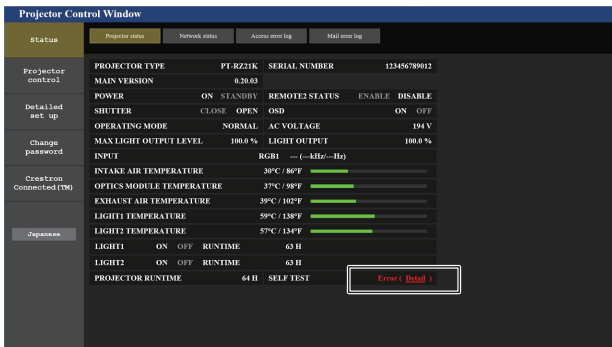 Projector Control Window
Status
Projector status Network status Access error log Mail error log
Projector control
Detailed set up
Change password
Crestron Connected(TM)
Japanese
PROJECTOR TYPE PT-RZ21K SERIAL NUMBER 123456789012
MAIN VERSION 0.20.03
POWER ON STANDBY REMOTE2 STATUS ENABLE DISABLE
SHUTTER CLOSE OPEN OSD ON OFF
OPERATING MODE NORMAL AC VOLTAGE 194 V
MAX LIGHT OUTPUT LEVEL 100.0 % LIGHT OUTPUT 100.0 %
INPUT RGB1 --- (---kHz/---Hz)
INTAKE AIR TEMPERATURE 30°C / 86°F
OPTICS MODULE TEMPERATURE 37°C / 98°F
EXHAUST AIR TEMPERATURE 39°C / 102°F
LIGHT1 TEMPERATURE 59°C / 138°F
LIGHT2 TEMPERATURE 57°C / 134°F
LIGHT1 ON OFF RUNTIME 63 H
LIGHT2 ON OFF RUNTIME 63 H
PROJECTOR RUNTIME 64 H SELF TEST Error ( Detail )